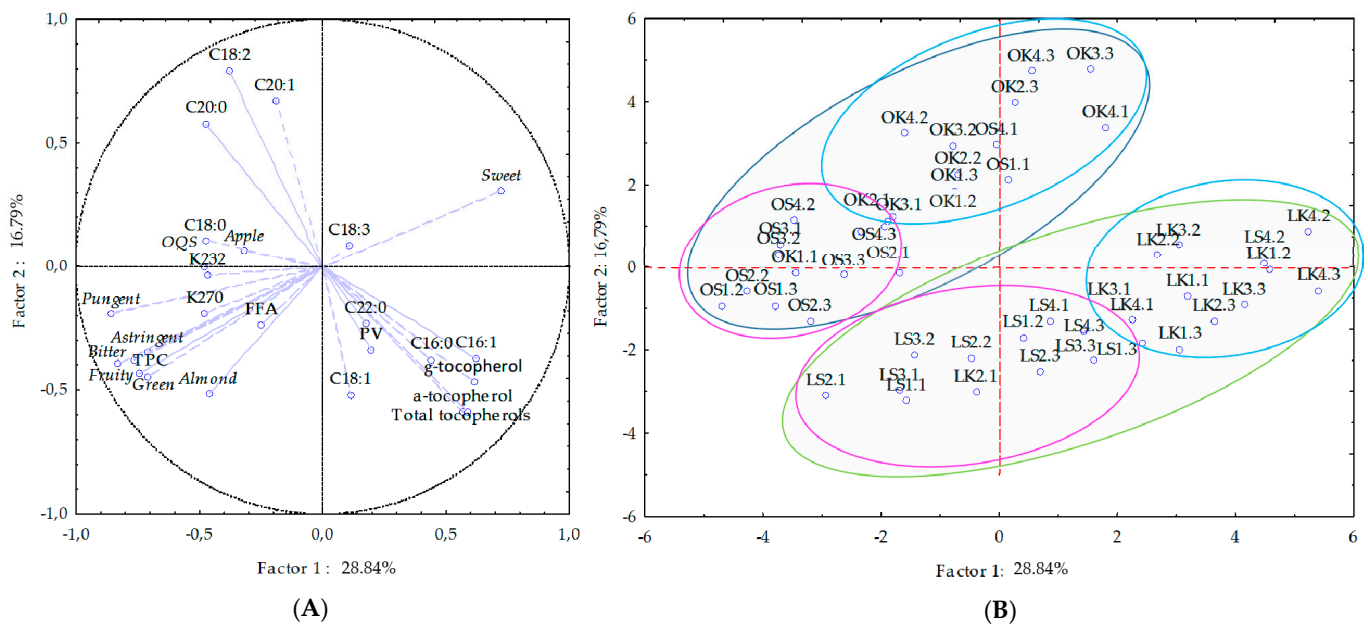 1,0
C18:2
C20:1
C20:0
0,5
Sweet
C18:0
C18:3
OQS
Apple
0,0
K232
K270
C22:0
Pungent
FFA
PV
Astringent
C16:0
C16:1
Bitter
TPC
g-tocopherol
Fruity
Green
Almond
C18:1
a-tocopherol
-0,5
Total tocopherols
-1,0
-1,0
-0,5
0,0
0,5
1,0
Factor 2 : 16.79%
Factor 1 : 28.84%
(A)
6
OK4.3
OK3.3
OK2.3
4
OK4.2
OK4.1
OK3.2
OS4.1
OK2.2
OS1.1
OK1.3
2
OK2.1
OK3.1
OK1.2
OS4.2
LK4.2
OS3.1
OS4.3
LK3.2
OS3.2
LK2.2
LS4.2
OK1.1
OS3.3
OS2.1
LK1.2
0
OS2.2
LK1.1
LK4.3
OS1.2
OS1.3
LK3.1
LK3.3
OS2.3
LS4.1
LK4.1
LK2.3
LS1.2
LS4.3
LK1.3
LS3.2
LS2.2
LS3.3
LS1.3
-2
LS2.3
LS2.1
LS3.1
LS1.1
LK2.1
-4
-6
-6
-4
-2
0
2
4
6
Factor 2: 16,79%
Factor 1: 28.84%
(B)